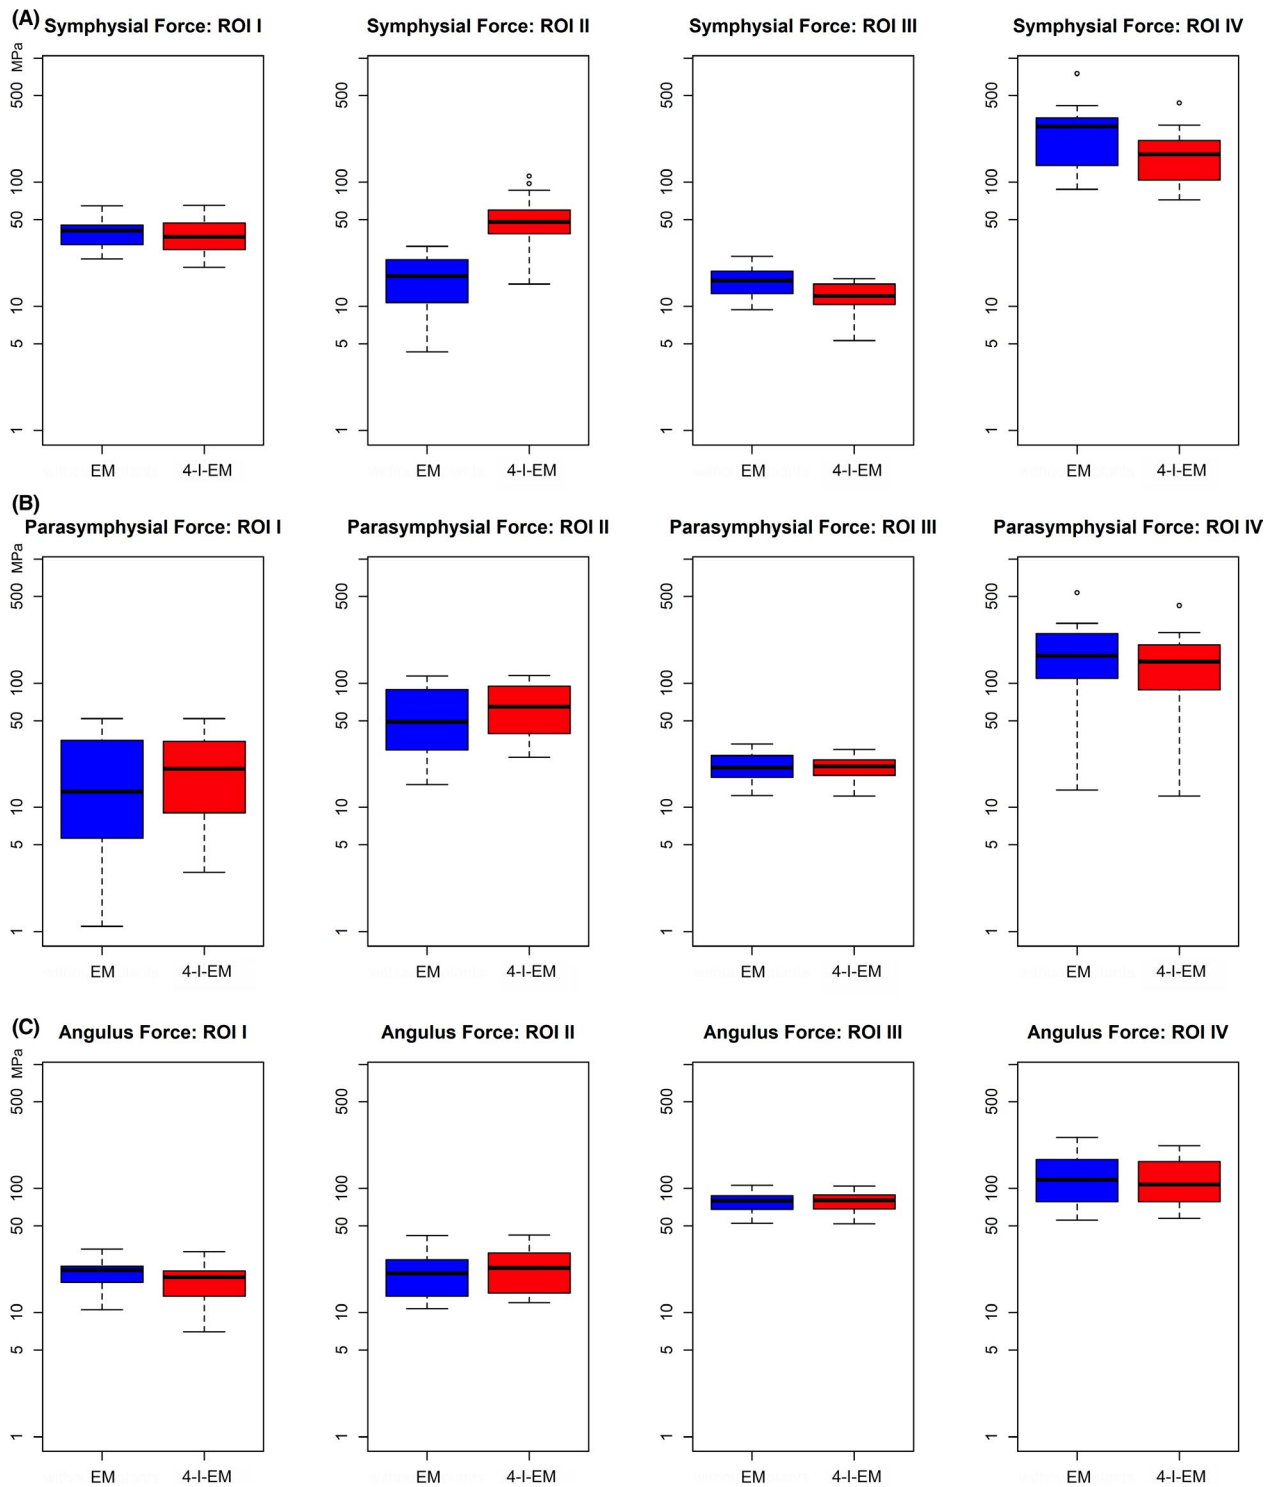 (A) Symphysial Force: ROI I Symphysial Force: ROI II Symphysial Force: ROI III Symphysial Force: ROI IV
MPa
500 500 500 500
100 100 100 100
50 50 50 50
10 10 10 10
5 5 5 5
1 1 1 1
EM 4-I-EM EM 4-I-EM EM 4-I-EM EM 4-I-EM
(B)
Parasymphysial Force: ROI I Parasymphysial Force: ROI II Parasymphysial Force: ROI III Parasymphysial Force: ROI IV
MPa
500 500 500 500
100 100 100 100
50 50 50 50
10 10 10 10
5 5 5 5
1 1 1 1
EM 4-I-EM EM 4-I-EM EM 4-I-EM EM 4-I-EM
(C) Angulus Force: ROI I Angulus Force: ROI II Angulus Force: ROI III Angulus Force: ROI IV
MPa
500 500 500 500
100 100 100 100
50 50 50 50
10 10 10 10
5 5 5 5
1 1 1 1
EM 4-I-EM EM 4-I-EM EM 4-I-EM EM 4-I-EM